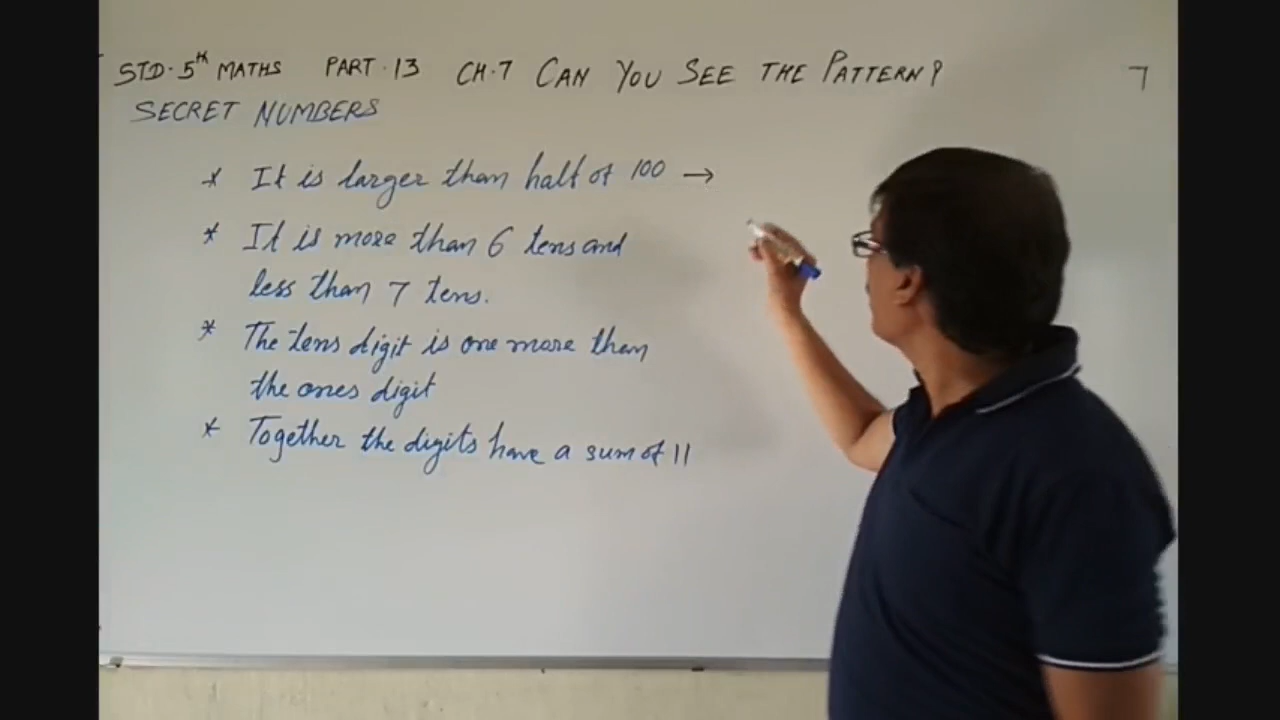 STD. 5th MATHS PART. 13 CH. 7 CAN YOU SEE THE PATTERN? 7
SECRET NUMBERS
* It is larger than half of 100 →
* It is more than 6 tens and
less than 7 tens.
* The tens digit is one more than
the ones digit
* Together the digits have a sum of 11